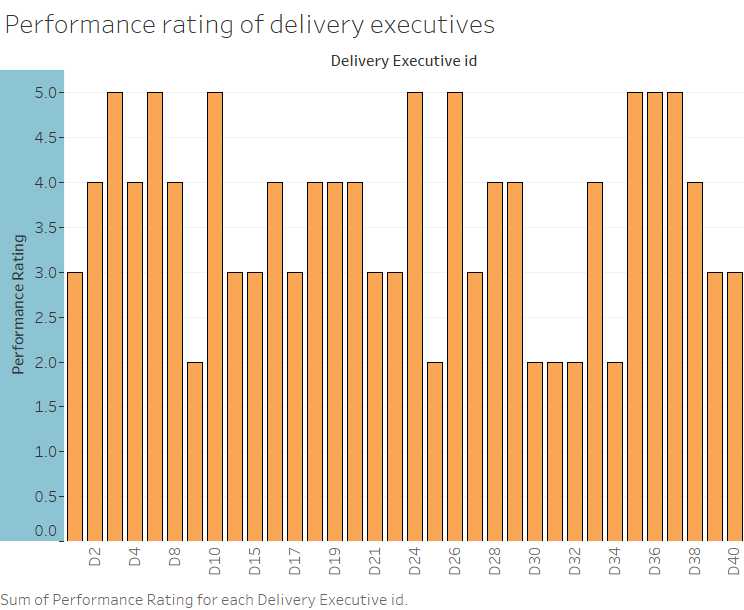 Performance rating of delivery executives
Delivery Executive id
Performance Rating
5.0
4.5
4.0
3.5
3.0
2.5
2.0
1.5
1.0
0.5
0.0
D2 D4 D8 D10 D15 D17 D19 D21 D24 D26 D28 D30 D32 D34 D36 D38 D40
Sum of Performance Rating for each Delivery Executive id.